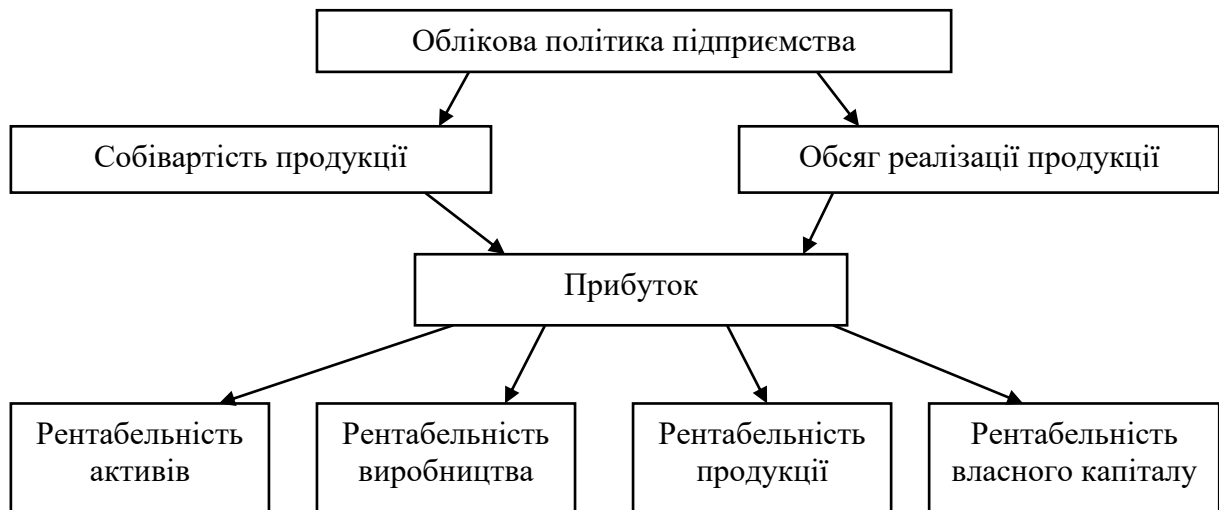 Облікова політика підприємства
Собівартість продукції
Обсяг реалізації продукції
Прибуток
Рентабельність
активів
Рентабельність
виробництва
Рентабельність
продукції
Рентабельність
власного капіталу